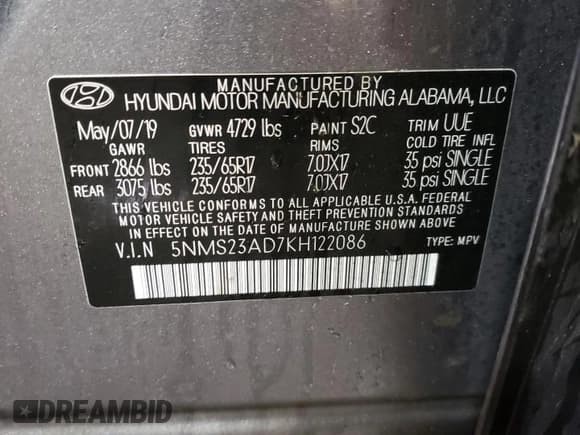 MANUFACTURED BY
HYUNDAI MOTOR MANUFACTURING ALABAMA, LLC
May/07/19 GVWR 4729 lbs PAINT S2C TRIM UUE
GAWR TIRES RIMS COLD TIRE INFL
FRONT 2866 lbs 235/65R17 7.0JX17 35 psi SINGLE
REAR 3075 lbs 235/65R17 7.0JX17 35 psi SINGLE
THIS VEHICLE CONFORMS TO ALL APPLICABLE U.S.A. FEDERAL
MOTOR VEHICLE SAFETY AND THEFT PREVENTION STANDARDS
IN EFFECT ON THE DATE OF MANUFACTURE SHOWN ABOVE.
V.I.N 5NMS23AD7KH122086 TYPE: MPV
DREAMBID